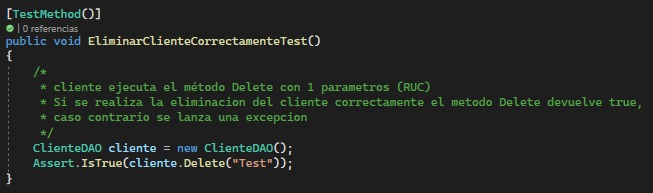 [TestMethod()]
| 0 referencias
public void EliminarClienteCorrectamenteTest()
{
/*
* cliente ejecuta el método Delete con 1 parametros (RUC)
* Si se realiza la eliminacion del cliente correctamente el metodo Delete devuelve true,
* caso contrario se lanza una excepcion
*/
ClienteDAO cliente = new ClienteDAO();
Assert.IsTrue(cliente.Delete("Test"));
}